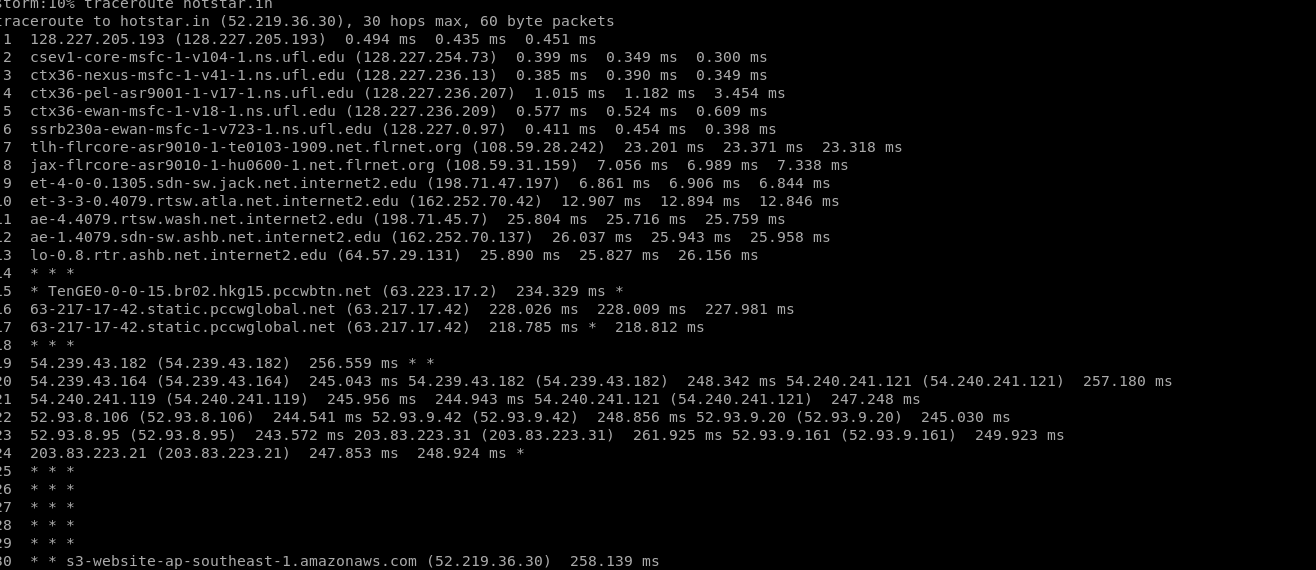 storm:10% traceroute hotstar.in
traceroute to hotstar.in (52.219.36.30), 30 hops max, 60 byte packets
1  128.227.205.193 (128.227.205.193)  0.494 ms  0.435 ms  0.451 ms
2  csev1-core-msfc-1-v104-1.ns.ufl.edu (128.227.254.73)  0.399 ms  0.349 ms  0.300 ms
3  ctx36-nexus-msfc-1-v41-1.ns.ufl.edu (128.227.236.13)  0.385 ms  0.390 ms  0.349 ms
4  ctx36-pel-asr9001-1-v17-1.ns.ufl.edu (128.227.236.207)  1.015 ms  1.182 ms  3.454 ms
5  ctx36-ewan-msfc-1-v18-1.ns.ufl.edu (128.227.236.209)  0.577 ms  0.524 ms  0.609 ms
6  ssrb230a-ewan-msfc-1-v723-1.ns.ufl.edu (128.227.0.97)  0.411 ms  0.454 ms  0.398 ms
7  tlh-flrcore-asr9010-1-te0103-1909.net.flrnet.org (108.59.28.242)  23.201 ms  23.371 ms  23.318 ms
8  jax-flrcore-asr9010-1-hu0600-1.net.flrnet.org (108.59.31.159)  7.056 ms  6.989 ms  7.338 ms
9  et-4-0-0.1305.sdn-sw.jack.net.internet2.edu (198.71.47.197)  6.861 ms  6.906 ms  6.844 ms
10  et-3-3-0.4079.rtsw.atla.net.internet2.edu (162.252.70.42)  12.907 ms  12.894 ms  12.846 ms
11  ae-4.4079.rtsw.wash.net.internet2.edu (198.71.45.7)  25.804 ms  25.716 ms  25.759 ms
12  ae-1.4079.sdn-sw.ashb.net.internet2.edu (162.252.70.137)  26.037 ms  25.943 ms  25.958 ms
13  lo-0.8.rtr.ashb.net.internet2.edu (64.57.29.131)  25.890 ms  25.827 ms  26.156 ms
14  * * *
15  * TenGE0-0-0-15.br02.hkg15.pccwbtn.net (63.223.17.2)  234.329 ms *
16  63-217-17-42.static.pccwglobal.net (63.217.17.42)  228.026 ms  228.009 ms  227.981 ms
17  63-217-17-42.static.pccwglobal.net (63.217.17.42)  218.785 ms *  218.812 ms
18  * * *
19  54.239.43.182 (54.239.43.182)  256.559 ms * *
20  54.239.43.164 (54.239.43.164)  245.043 ms 54.239.43.182 (54.239.43.182)  248.342 ms 54.240.241.121 (54.240.241.121)  257.180 ms
21  54.240.241.119 (54.240.241.119)  245.956 ms  244.943 ms 54.240.241.121 (54.240.241.121)  247.248 ms
22  52.93.8.106 (52.93.8.106)  244.541 ms 52.93.9.42 (52.93.9.42)  248.856 ms 52.93.9.20 (52.93.9.20)  245.030 ms
23  52.93.8.95 (52.93.8.95)  243.572 ms 203.83.223.31 (203.83.223.31)  261.925 ms 52.93.9.161 (52.93.9.161)  249.923 ms
24  203.83.223.21 (203.83.223.21)  247.853 ms  248.924 ms *
25  * * *
26  * * *
27  * * *
28  * * *
29  * * *
30  * * s3-website-ap-southeast-1.amazonaws.com (52.219.36.30)  258.139 ms